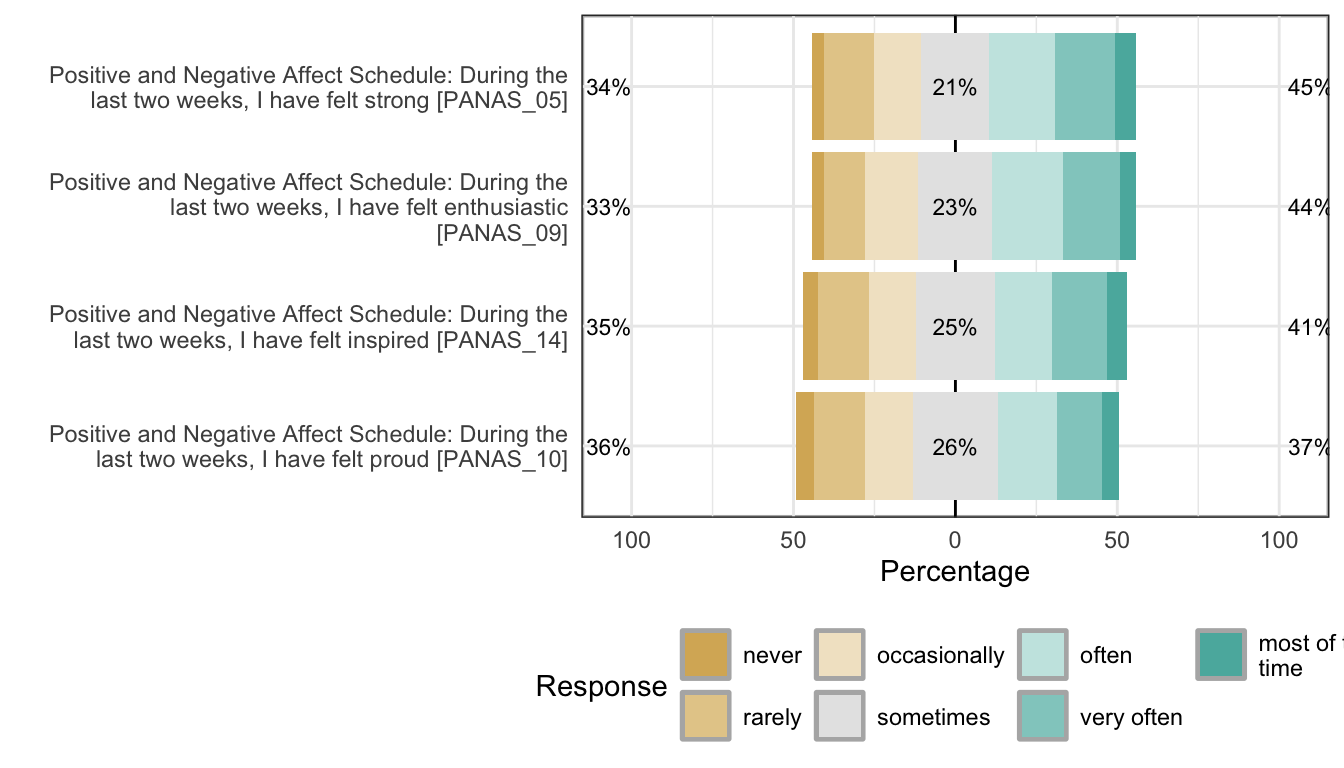 Positive and Negative Affect Schedule: During the
last two weeks, I have felt strong [PANAS_05]
34%
21%
45%
Positive and Negative Affect Schedule: During the
last two weeks, I have felt enthusiastic
[PANAS_09]
33%
23%
44%
Positive and Negative Affect Schedule: During the
last two weeks, I have felt inspired [PANAS_14]
35%
25%
41%
Positive and Negative Affect Schedule: During the
last two weeks, I have felt proud [PANAS_10]
36%
26%
37%
100 50 0 50 100
Percentage
Response
never occasionally often most of
time
rarely sometimes very often